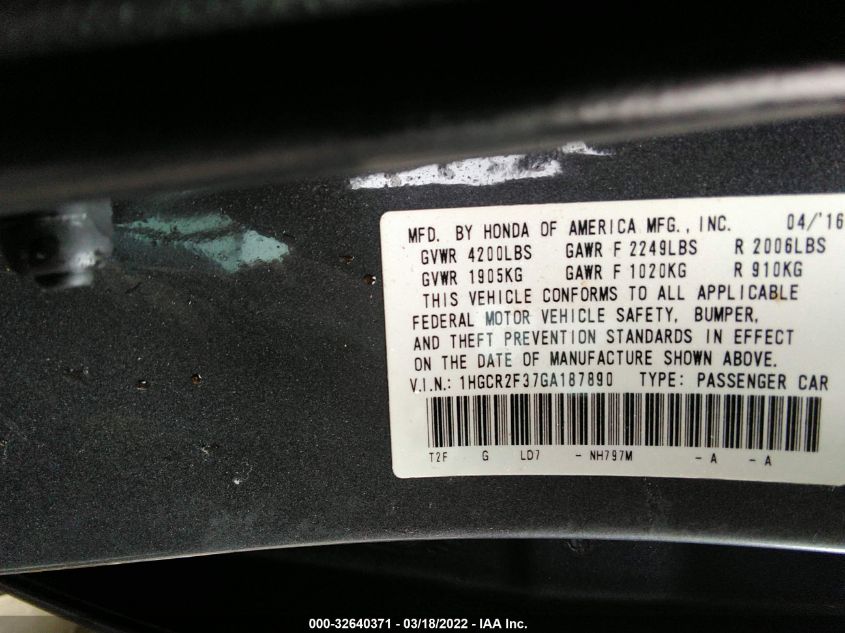 MFD. BY HONDA OF AMERICA MFG., INC. 04/'16
GVWR 4200LBS GAWR F 2249LBS R 2006LBS
GVWR 1905KG GAWR F 1020KG R 910KG
THIS VEHICLE CONFORMS TO ALL APPLICABLE
FEDERAL MOTOR VEHICLE SAFETY, BUMPER,
AND THEFT PREVENTION STANDARDS IN EFFECT
ON THE DATE OF MANUFACTURE SHOWN ABOVE.
V.I.N.: 1HGCR2F37GA187890 TYPE: PASSENGER CAR
T2F G LD7 - NH797M - A - A
000-32640371 - 03/18/2022 - IAA Inc.